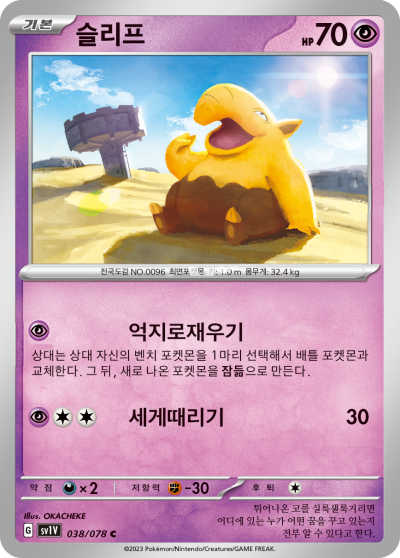 기본 슬리프 HP 70
전국도감 NO.0096 최면포켓몬 키: 1.0 m 몸무게: 32.4 kg
억지로재우기
상대는 상대 자신의 벤치 포켓몬을 1마리 선택해서 배틀 포켓몬과
교체한다. 그 뒤, 새로 나온 포켓몬을 잠듦으로 만든다.
세게때리기 30
약점 ×2 저항력 -30 후퇴
Illus. OKACHEKE
G sv1V 038/078 C
튀어나온 코를 실룩쌜룩거리면
어디에 있는 누가 어떤 꿈을 꾸고 있는지
전부 알 수 있다고 한다.
©2023 Pokémon/Nintendo/Creatures/GAME FREAK.